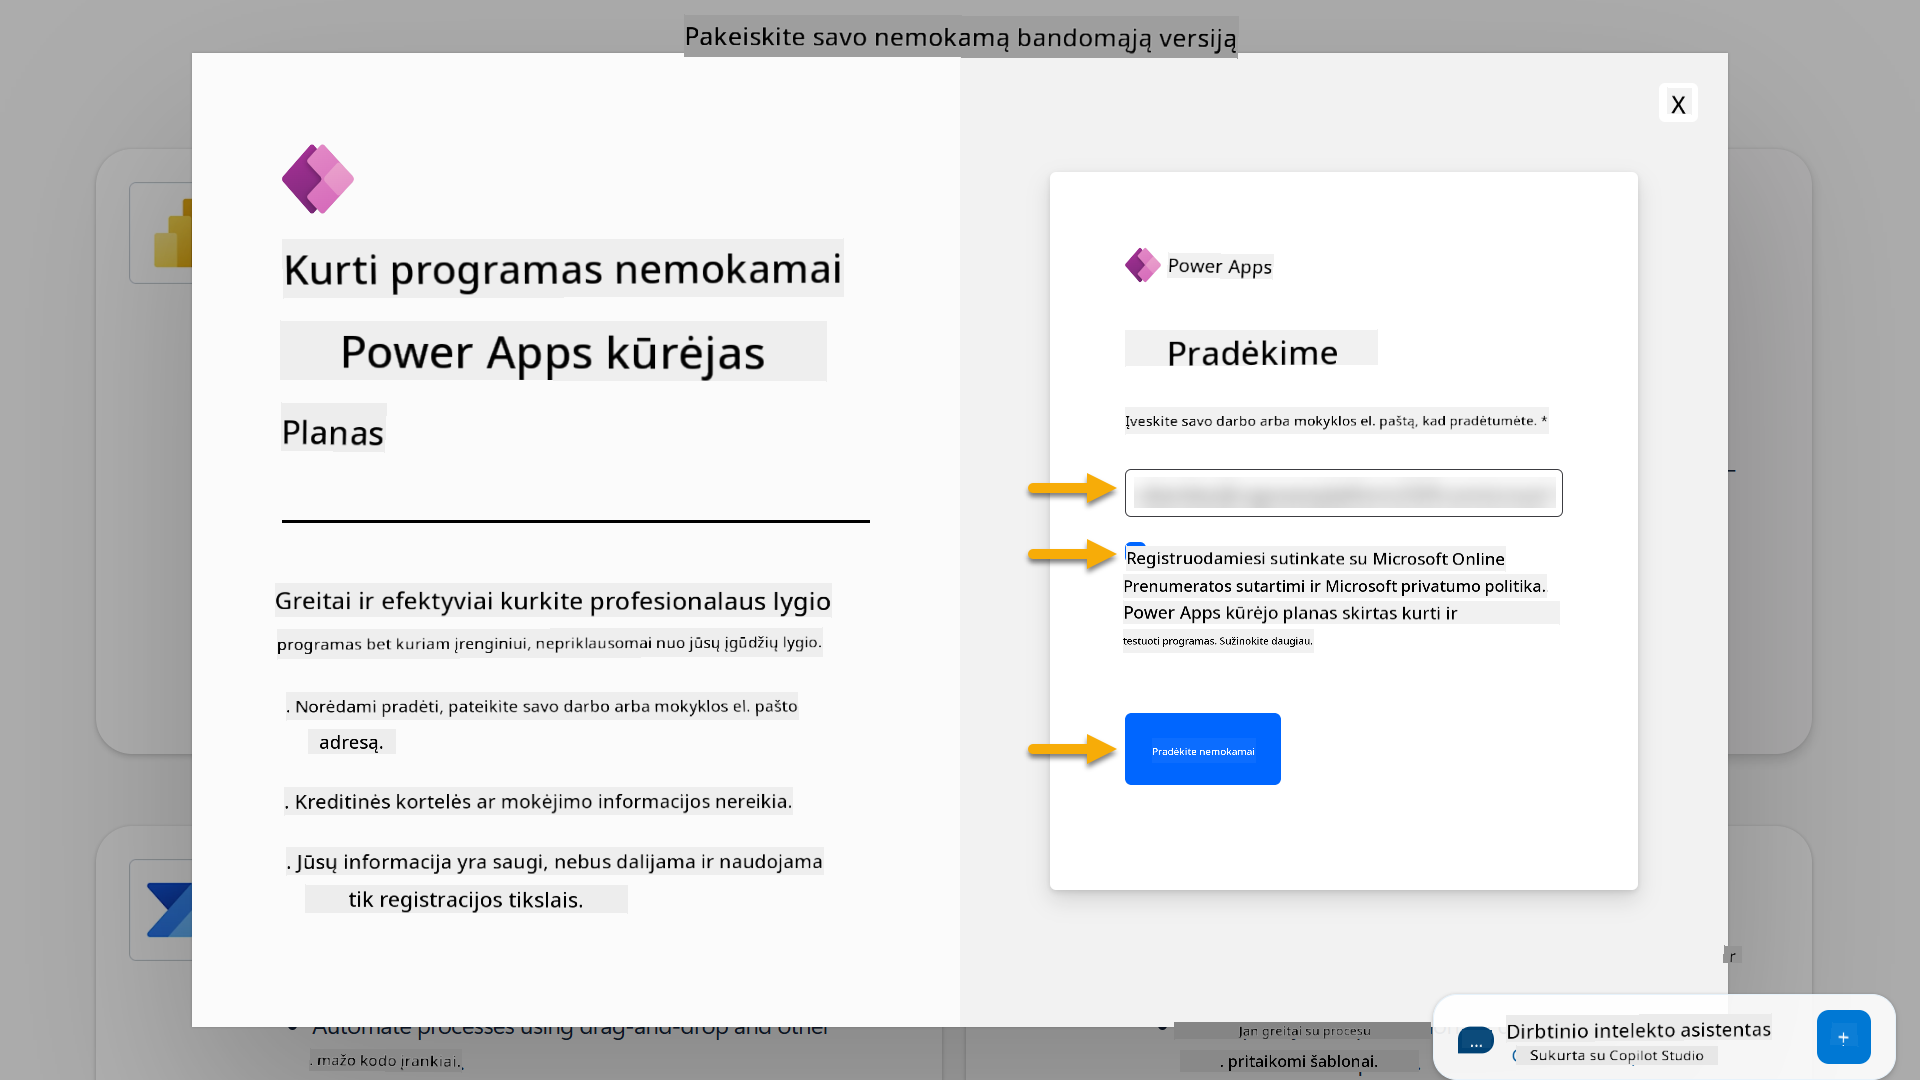 Pakeiskite savo nemokamą bandomąją versiją
X
Kurti programas nemokamai
Power Apps kūrėjas
Planas
Greitai ir efektyviai kurkite profesionalaus lygio
programas bet kuriam įrenginiui, nepriklausomai nuo jūsų įgūdžių lygio.
. Norėdami pradėti, pateikite savo darbo arba mokyklos el. pašto
adresą.
. Kreditinės kortelės ar mokėjimo informacijos nereikia.
. Jūsų informacija yra saugi, nebus dalijama ir naudojama
tik registracijos tikslais.
Power Apps
Pradėkime
Įveskite savo darbo arba mokyklos el. paštą, kad pradėtumėte. *
Registruodamiesi sutinkate su Microsoft Online
Prenumeratos sutartimi ir Microsoft privatumo politika.
Power Apps kūrėjo planas skirtas kurti ir
testuoti programas. Sužinokite daugiau.
Pradėkite nemokamai
r
Automate processes using drag-and-drop and other
. mažo kodo įrankiai.
Jan greitai su procesu
. pritaikomi šablonai.
Dirbtinio intelekto asistentas
Sukurta su Copilot Studio